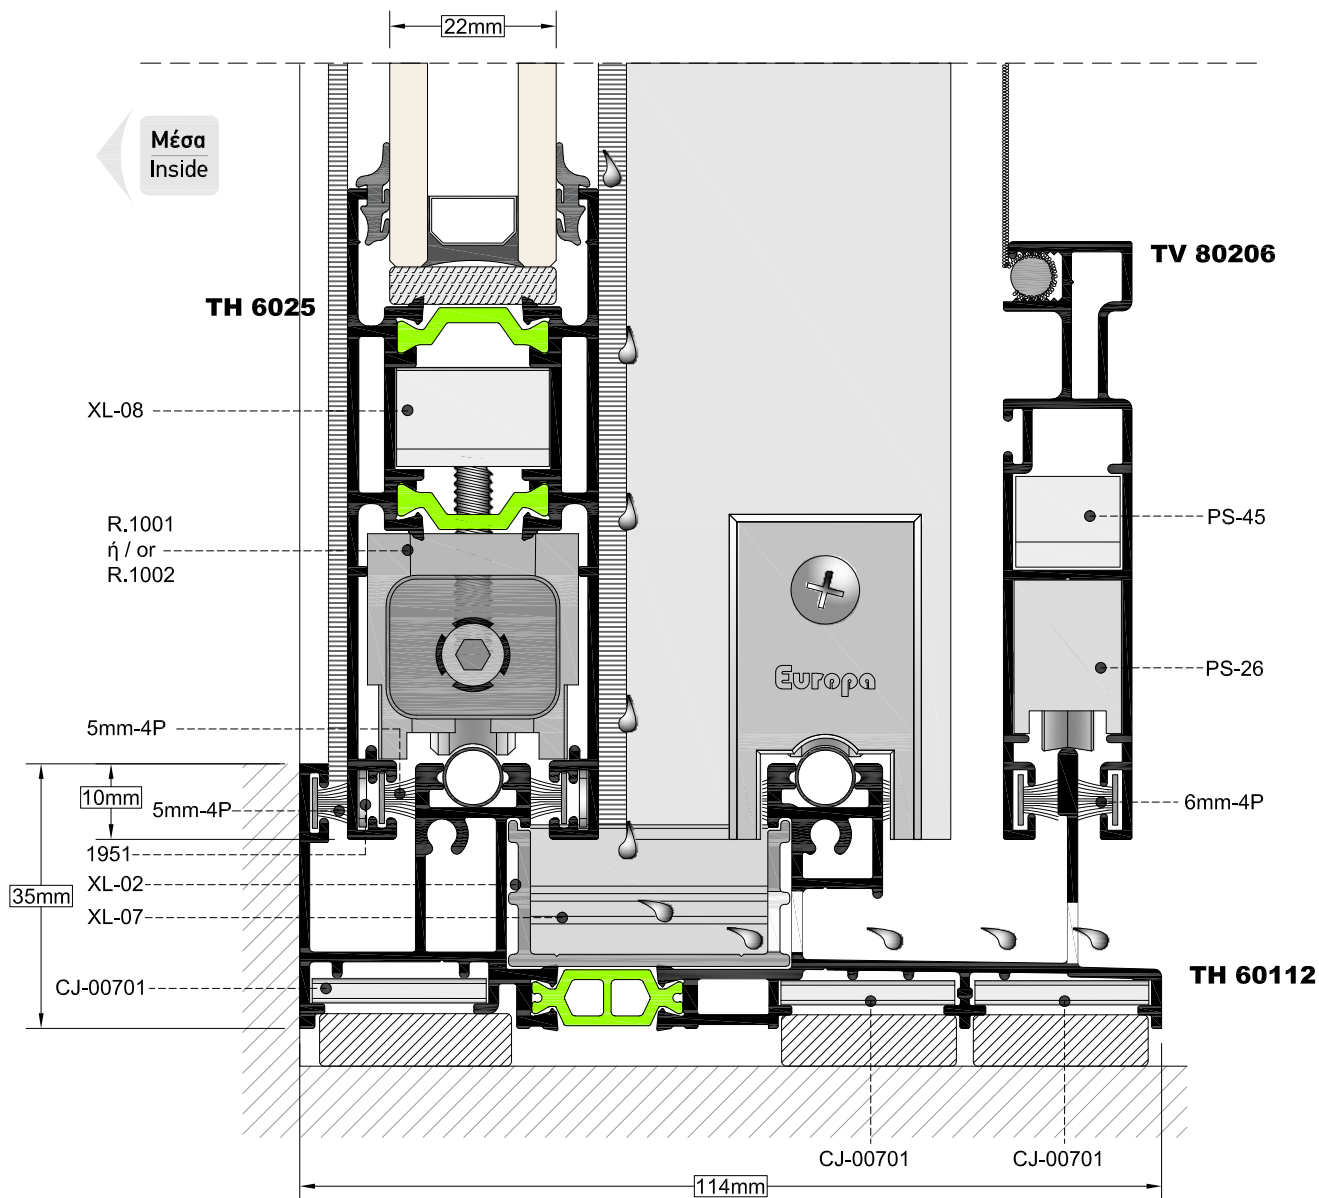 22mm
Μέσα
Inside
TV 80206
TH 6025
XL-08
R.1001
ή / or
R.1002
PS-45
Europa
PS-26
5mm-4P
10mm
5mm-4P
6mm-4P
1951
XL-02
35mm
XL-07
TH 60112
CJ-00701
CJ-00701
CJ-00701
114mm